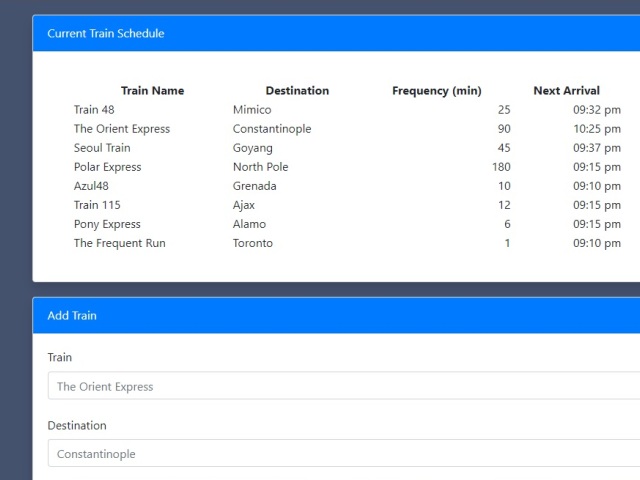 Current Train Schedule
Train Name Destination Frequency (min) Next Arrival
Train 48 Mimico 25 09:32 pm
The Orient Express Constantinople 90 10:25 pm
Seoul Train Goyang 45 09:37 pm
Polar Express North Pole 180 09:15 pm
Azul48 Grenada 10 09:10 pm
Train 115 Ajax 12 09:15 pm
Pony Express Alamo 6 09:15 pm
The Frequent Run Toronto 1 09:10 pm
Add Train
Train
The Orient Express
Destination
Constantinople